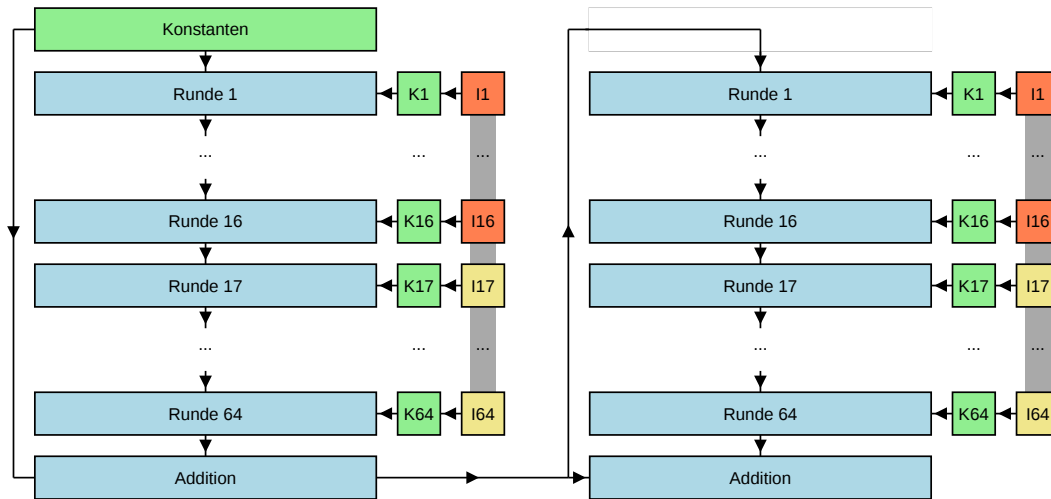 Konstanten
Runde 1 K1 I1
... ... ...
Runde 16 K16 I16
Runde 17 K17 I17
... ... ...
Runde 64 K64 I64
Addition
Runde 1 K1 I1
... ... ...
Runde 16 K16 I16
Runde 17 K17 I17
... ... ...
Runde 64 K64 I64
Addition